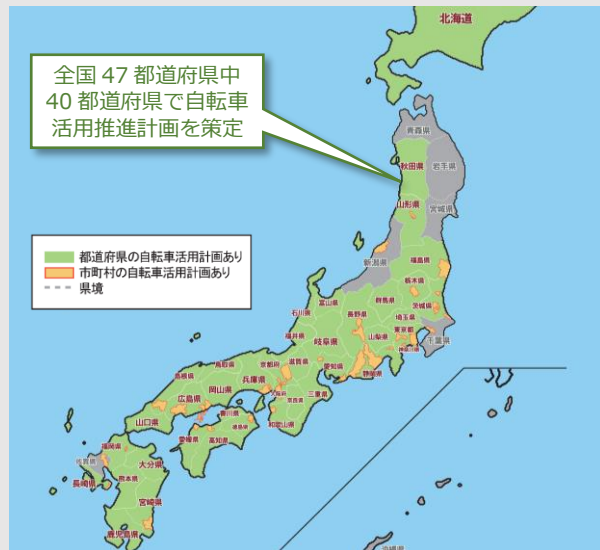 北海道
全国 47 都道府県中
40 都道府県で自転車
活用推進計画を策定
青森県
秋田県
岩手県
山形県
宮城県
新潟県
福島県
都道府県の自転車活用計画あり
市町村の自転車活用計画あり
県境
栃木県
群馬県
茨城県
富山県
石川県
長野県
埼玉県
東京都
福井県
岐阜県
山梨県
千葉県
神奈川県
愛知県
静岡県
鳥取県
京都府
滋賀県
島根県
岡山県
兵庫県
大阪府
奈良県
三重県
広島県
和歌山県
山口県
香川県
徳島県
愛媛県
高知県
福岡県
佐賀県
大分県
長崎県
熊本県
宮崎県
鹿児島県
沖縄県